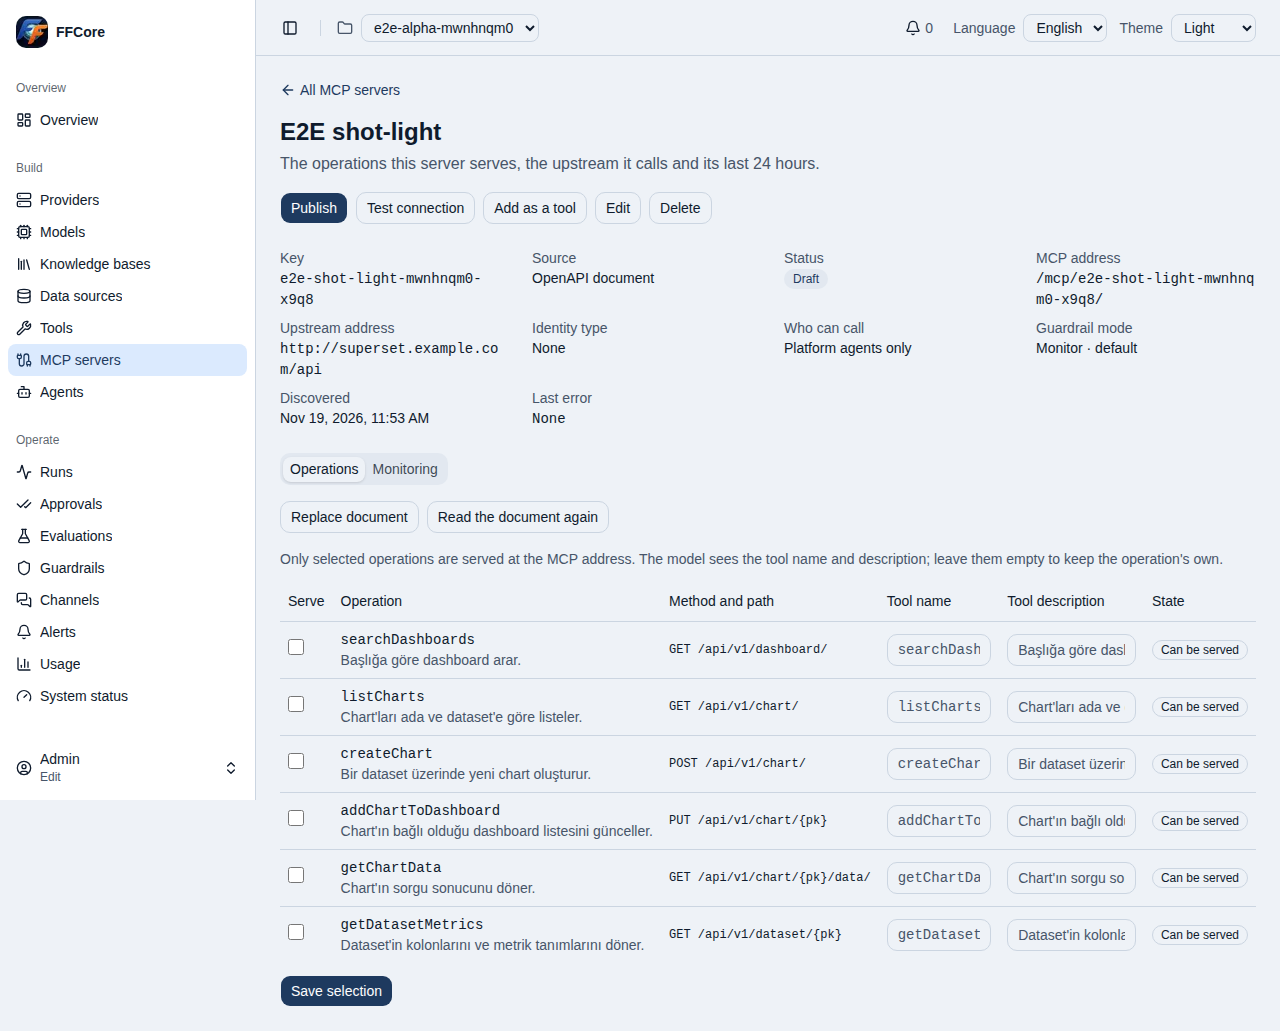 FFCore
e2e-alpha-mwnhnqm0
0
Language
English
Theme
Light
Overview
Overview
Build
Providers
Models
Knowledge bases
Data sources
Tools
MCP servers
Agents
Operate
Runs
Approvals
Evaluations
Guardrails
Channels
Alerts
Usage
System status
Admin
Edit
All MCP servers
E2E shot-light
The operations this server serves, the upstream it calls and its last 24 hours.
Publish
Test connection
Add as a tool
Edit
Delete
Key
e2e-shot-light-mwnhnqm0-
x9q8
Source
OpenAPI document
Status
Draft
MCP address
/mcp/e2e-shot-light-mwnhnq
m0-x9q8/
Upstream address
http://superset.example.co
m/api
Identity type
None
Who can call
Platform agents only
Guardrail mode
Monitor · default
Discovered
Nov 19, 2026, 11:53 AM
Last error
None
Operations
Monitoring
Replace document
Read the document again
Only selected operations are served at the MCP address. The model sees the tool name and description; leave them empty to keep the operation's own.
Serve
Operation
Method and path
Tool name
Tool description
State
searchDashboards
Başlığa göre dashboard arar.
GET /api/v1/dashboard/
searchDash
Başlığa göre dasl
Can be served
listCharts
Chart'ları ada ve dataset'e göre listeler.
GET /api/v1/chart/
listCharts
Chart'ları ada ve
Can be served
createChart
Bir dataset üzerinde yeni chart oluşturur.
POST /api/v1/chart/
createChar
Bir dataset üzerin
Can be served
addChartToDashboard
Chart'ın bağlı olduğu dashboard listesini günceller.
PUT /api/v1/chart/{pk}
addChartTo
Chart'ın bağlı oldu
Can be served
getChartData
Chart'ın sorgu sonucunu döner.
GET /api/v1/chart/{pk}/data/
getChartDa
Chart'ın sorgu so
Can be served
getDatasetMetrics
Dataset'in kolonlarını ve metrik tanımlarını döner.
GET /api/v1/dataset/{pk}
getDataset
Dataset'in kolonla
Can be served
Save selection